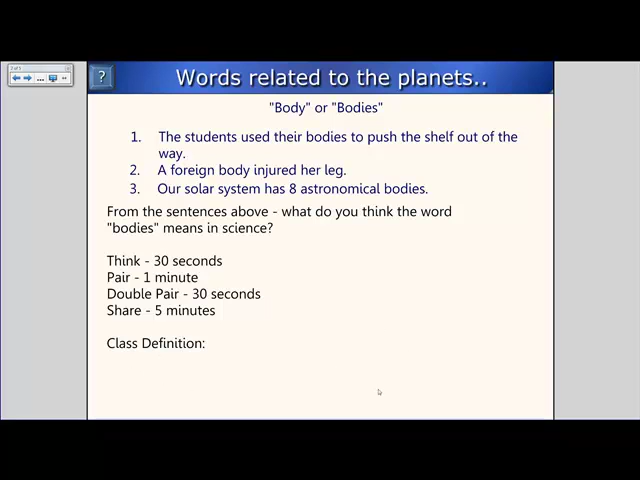 ?
Words related to the planets..
"Body" or "Bodies"
1. The students used their bodies to push the shelf out of the
way.
2. A foreign body injured her leg.
3. Our solar system has 8 astronomical bodies.
From the sentences above - what do you think the word
"bodies" means in science?
Think - 30 seconds
Pair - 1 minute
Double Pair - 30 seconds
Share - 5 minutes
Class Definition: